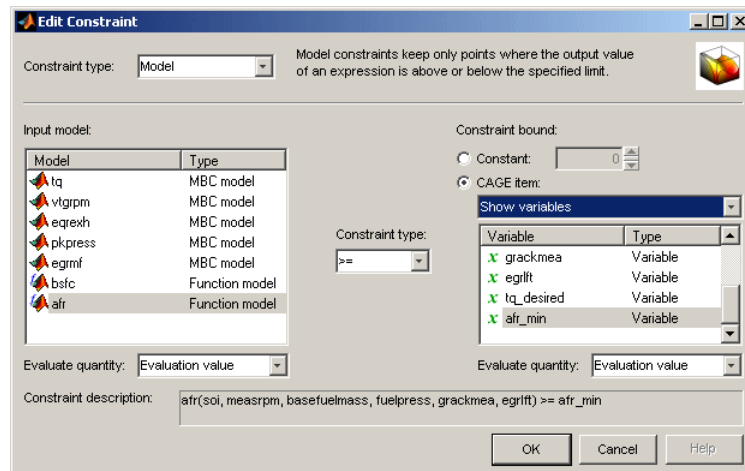 Edit Constraint
Constraint type: Model
Model constraints keep only points where the output value
of an expression is above or below the specified limit.
Input model:
Model Type
tq MBC model
vtgrpm MBC model
eqrexh MBC model
pkpress MBC model
egrmf MBC model
bsfc Function model
afr Function model
Evaluate quantity: Evaluation value
Constraint type:
>=
Constraint bound:
Constant: 0
CAGE item:
Show variables
Variable Type
x grackmea Variable
x egrlft Variable
x tq_desired Variable
x afr_min Variable
Evaluate quantity: Evaluation value
Constraint description: afr(soi, measrpm, basefuelmass, fuelpress, grackmea, egrlft) >= afr_min
OK Cancel Help